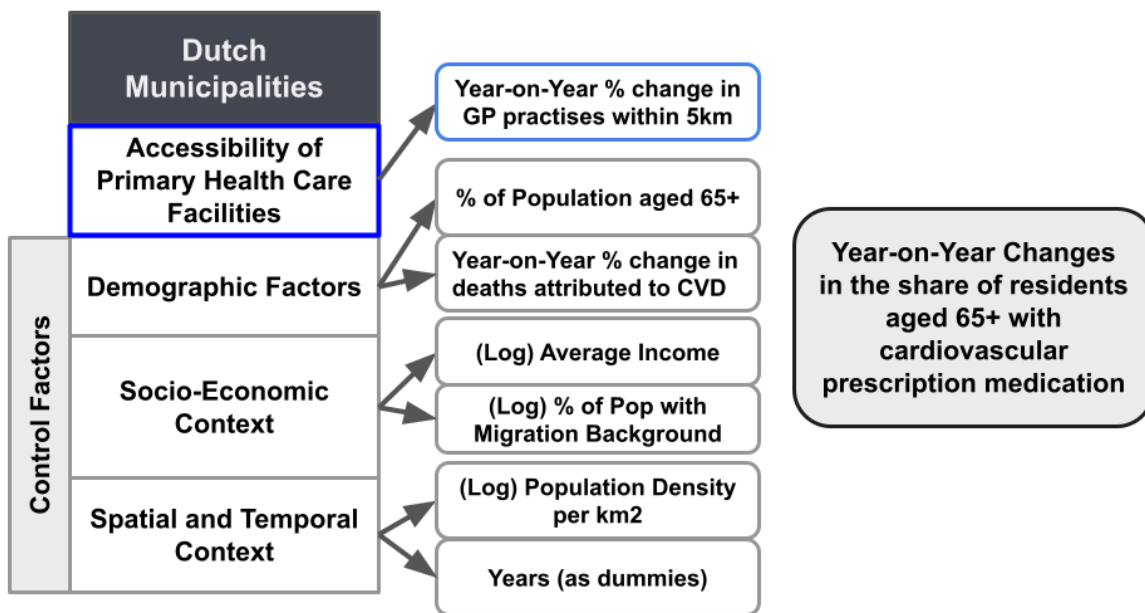 Dutch
Municipalities
Accessibility of
Primary Health Care
Facilities
Control Factors
Demographic Factors
Socio-Economic
Context
Spatial and Temporal
Context
Year-on-Year % change in
GP practises within 5km
% of Population aged 65+
Year-on-Year % change in
deaths attributed to CVD
(Log) Average Income
(Log) % of Pop with
Migration Background
(Log) Population Density
per km2
Years (as dummies)
Year-on-Year Changes
in the share of residents
aged 65+ with
cardiovascular
prescription medication